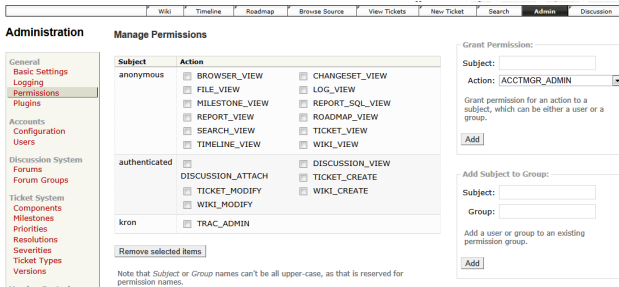 Wiki Timeline Roadmap Browse Source View Tickets New Ticket Search Admin Discussion
Administration
General
Basic Settings
Logging
Permissions
Plugins
Accounts
Configuration
Users
Discussion System
Forums
Forum Groups
Ticket System
Components
Milestones
Priorities
Resolutions
Severities
Ticket Types
Versions
Manage Permissions
Subject Action
anonymous BROWSER_VIEW CHANGESET_VIEW
FILE_VIEW LOG_VIEW
MILESTONE_VIEW REPORT_SQL_VIEW
REPORT_VIEW ROADMAP_VIEW
SEARCH_VIEW TICKET_VIEW
TIMELINE_VIEW WIKI_VIEW
authenticated DISCUSSION_VIEW
DISCUSSION_ATTACH TICKET_CREATE
TICKET_MODIFY WIKI_CREATE
WIKI_MODIFY
kron TRAC_ADMIN
Remove selected items
Note that Subject or Group names can't be all upper-case, as that is reserved for
permission names.
Grant Permission:
Subject:
Action: ACCTMGR_ADMIN
Grant permission for an action to a
subject, which can be either a user or a
group.
Add
Add Subject to Group:
Subject:
Group:
Add a user or group to an existing
permission group.
Add